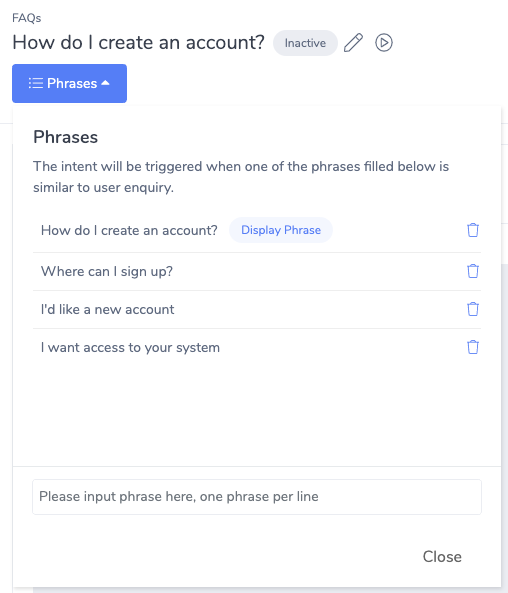 FAQs
How do I create an account? Inactive
Phrases
Phrases
The intent will be triggered when one of the phrases filled below is
similar to user enquiry.
How do I create an account? Display Phrase
Where can I sign up?
I'd like a new account
I want access to your system
Please input phrase here, one phrase per line
Close